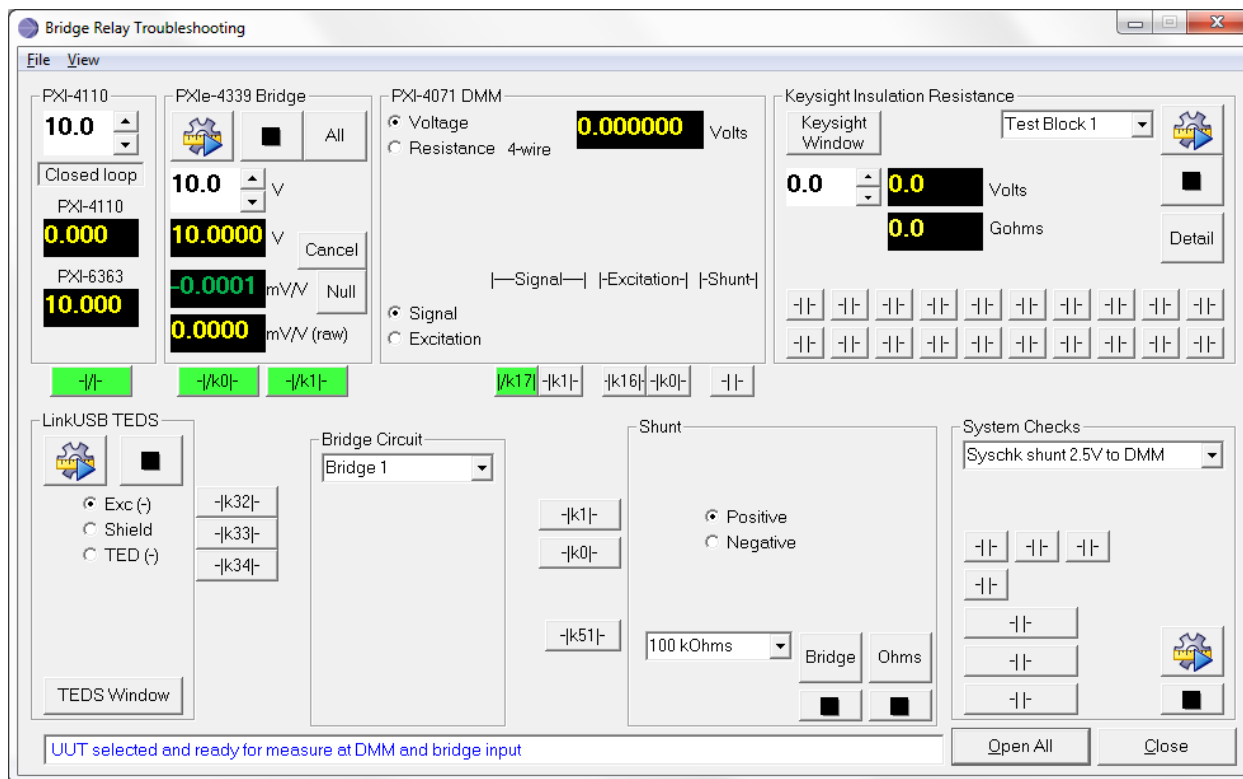 Bridge Relay Troubleshooting
File View
PXI-4110
10.0
Closed loop
PXI-4110
0.000
PXI-6363
10.000
-|/|-
PXIe-4339 Bridge
All
10.0 V
10.0000 V
Cancel
-0.0001 mV/V Null
0.0000 mV/V (raw)
-|/k0|- -|/k1|-
PXI-4071 DMM
Voltage
Resistance 4-wire
0.000000 Volts
|—Signal—| |-Excitation-| |-Shunt-|
Signal
Excitation
|/k17| -|k1|- -|k16|- -|k0|- -| |-
Keysight Insulation Resistance
Keysight
Window
Test Block 1
0.0 0.0 Volts
0.0 Gohms
Detail
-| |- -| |- -| |- -| |- -| |- -| |- -| |- -| |- -| |- -| |-
-| |- -| |- -| |- -| |- -| |- -| |- -| |- -| |- -| |- -| |-
LinkUSB TEDS
Exc (-)
Shield
TED (-)
TEDS Window
-|k32|-
-|k33|-
-|k34|-
Bridge Circuit
Bridge 1
-|k1|-
-|k0|-
-|k51|-
Shunt
Positive
Negative
100 kOhms
Bridge Ohms
System Checks
Syschk shunt 2.5V to DMM
-| |- -| |- -| |-
-| |-
-| |-
-| |-
-| |-
UUT selected and ready for measure at DMM and bridge input
Open All Close